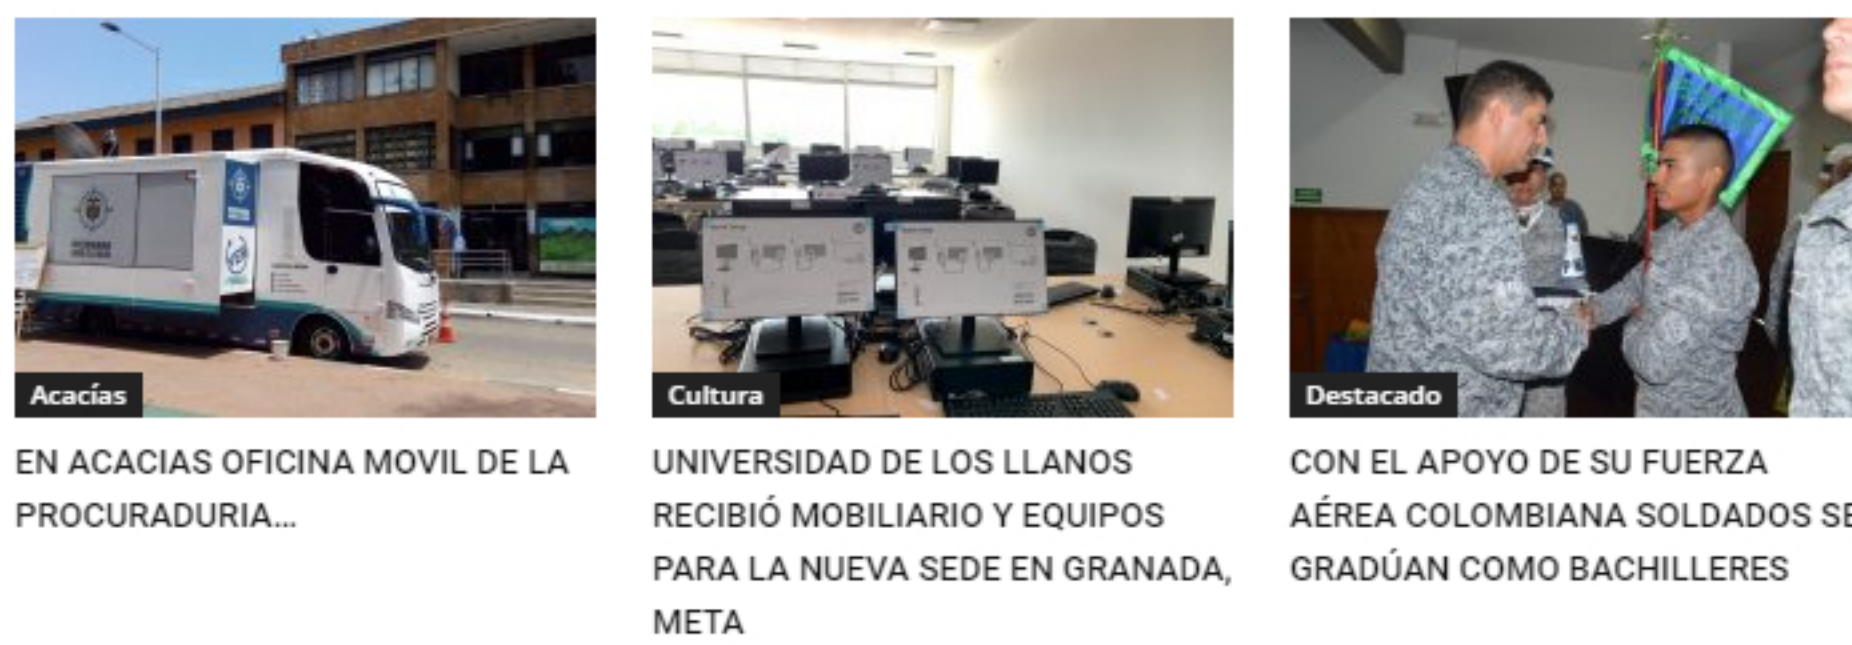 Acacías
EN ACACIAS OFICINA MOVIL DE LA
PROCURADURIA...
Cultura
UNIVERSIDAD DE LOS LLANOS
RECIBIÓ MOBILIARIO Y EQUIPOS
PARA LA NUEVA SEDE EN GRANADA,
META
Destacado
CON EL APOYO DE SU FUERZA
AÉREA COLOMBIANA SOLDADOS SE
GRADÚAN COMO BACHILLERES